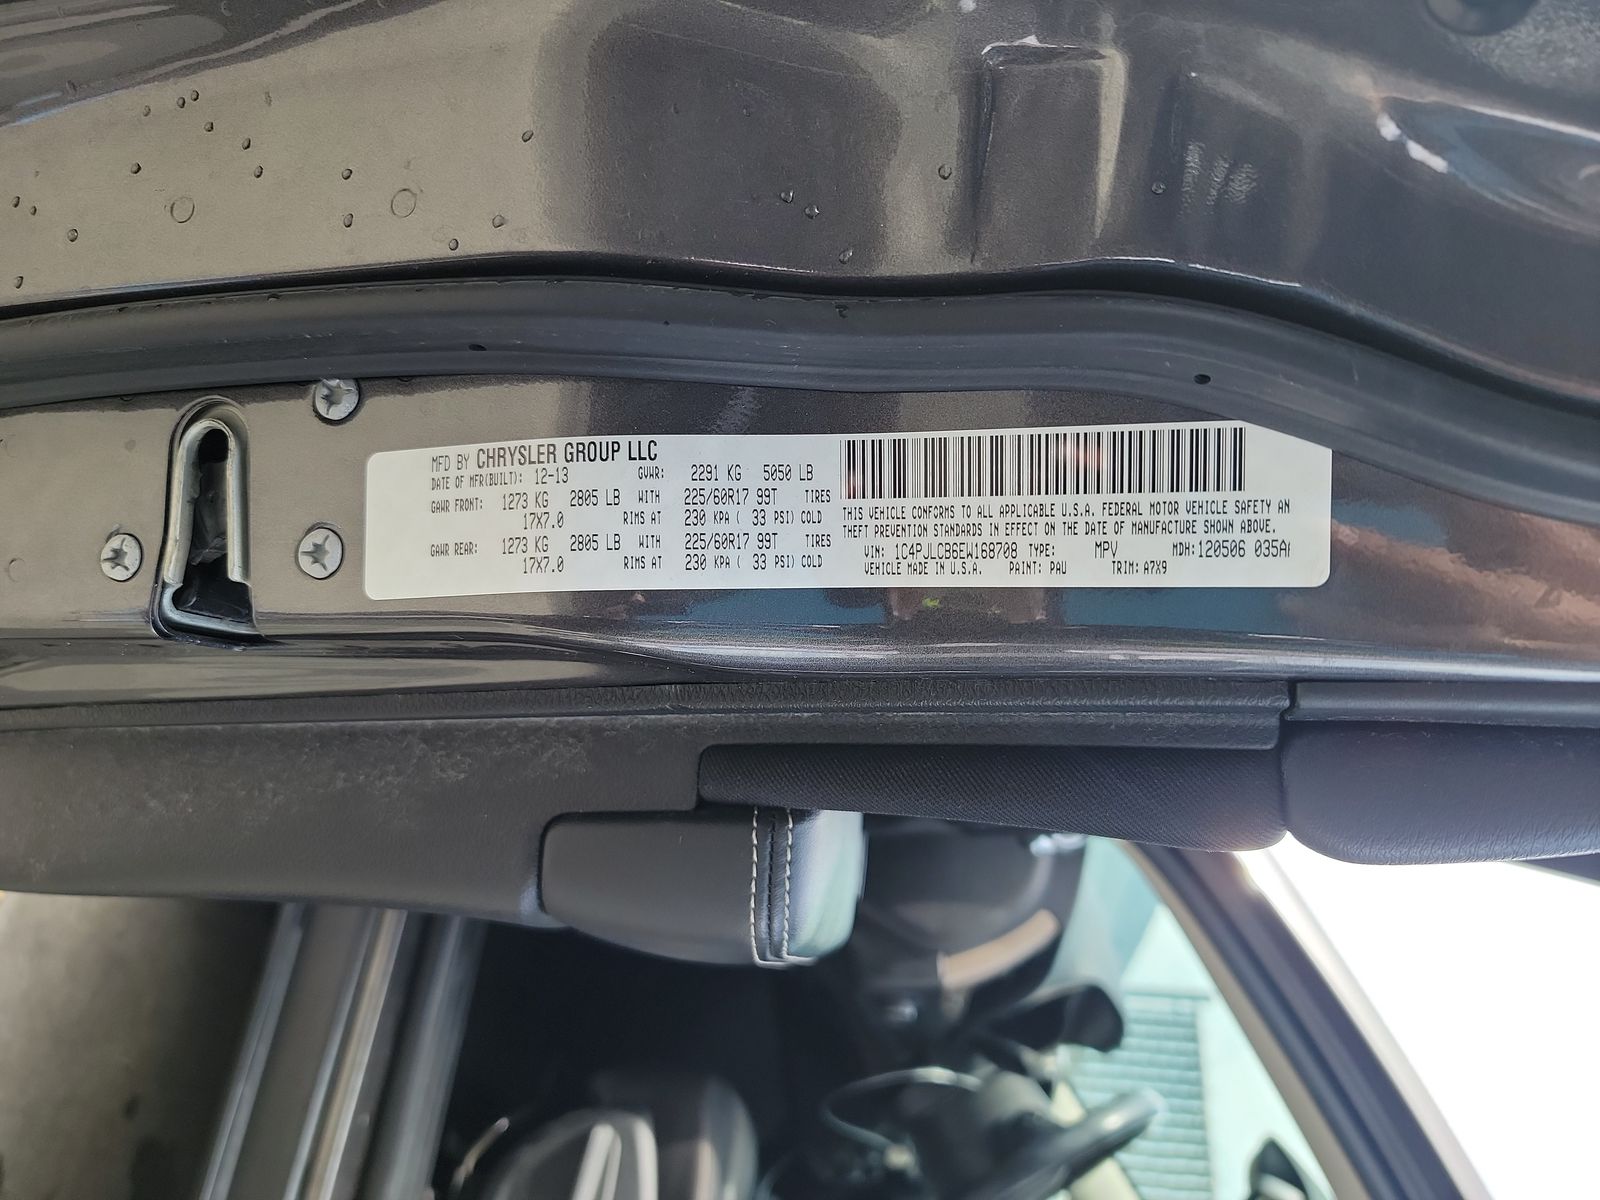 MFD BY CHRYSLER GROUP LLC
DATE OF MFR(BUILT): 12-13 GVWR: 2291 KG 5050 LB
GAWR FRONT: 1273 KG 2805 LB WITH 225/60R17 99T TIRES
17X7.0 RIMS AT 230 KPA ( 33 PSI) COLD
GAWR REAR: 1273 KG 2805 LB WITH 225/60R17 99T TIRES
17X7.0 RIMS AT 230 KPA ( 33 PSI) COLD
THIS VEHICLE CONFORMS TO ALL APPLICABLE U.S.A. FEDERAL MOTOR VEHICLE SAFETY AN
THEFT PREVENTION STANDARDS IN EFFECT ON THE DATE OF MANUFACTURE SHOWN ABOVE.
VIN: 1C4PJLCB6EW168708 TYPE: MPV MDH:120506 035A
VEHICLE MADE IN U.S.A. PAINT: PAU TRIM: A7X9